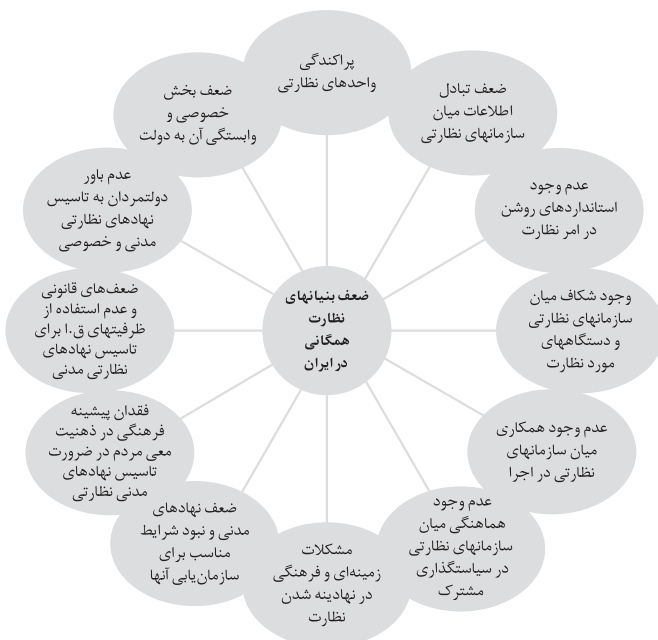 پراکندگی
واحدهای نظارتی
ضعف تبادل
اطلاعات میان
سازمانهای نظارتی
عدم وجود
استانداردهای روشن
در امر نظارت
وجود شکاف میان
سازمانهای نظارتی
و دستگاههای
مورد نظارت
عدم وجود همکاری
میان سازمانهای
نظارتی در اجرا
عدم وجود
هماهنگی میان
سازمانهای نظارتی
در سیاستگذاری
مشترک
مشکلات
زمینه‌ای و فرهنگی
در نهادینه شدن
نظارت
ضعف نهادهای
مدنی و نبود شرایط
مناسب برای
سازمان‌یابی آنها
فقدان پیشینه
فرهنگی در ذهنیت
معی مردم در ضرورت
تاسیس نهادهای
مدنی نظارتی
ضعف‌های قانونی
و عدم استفاده از
ظرفیتهای ق.ا برای
تاسیس نهادهای
نظارتی مدنی
عدم باور
دولتمردان به تاسیس
نهادهای نظارتی
مدنی و خصوصی
ضعف بخش
خصوصی و
وابستگی آن به دولت
ضعف بنیانهای
نظارت
همگانی
در ایران